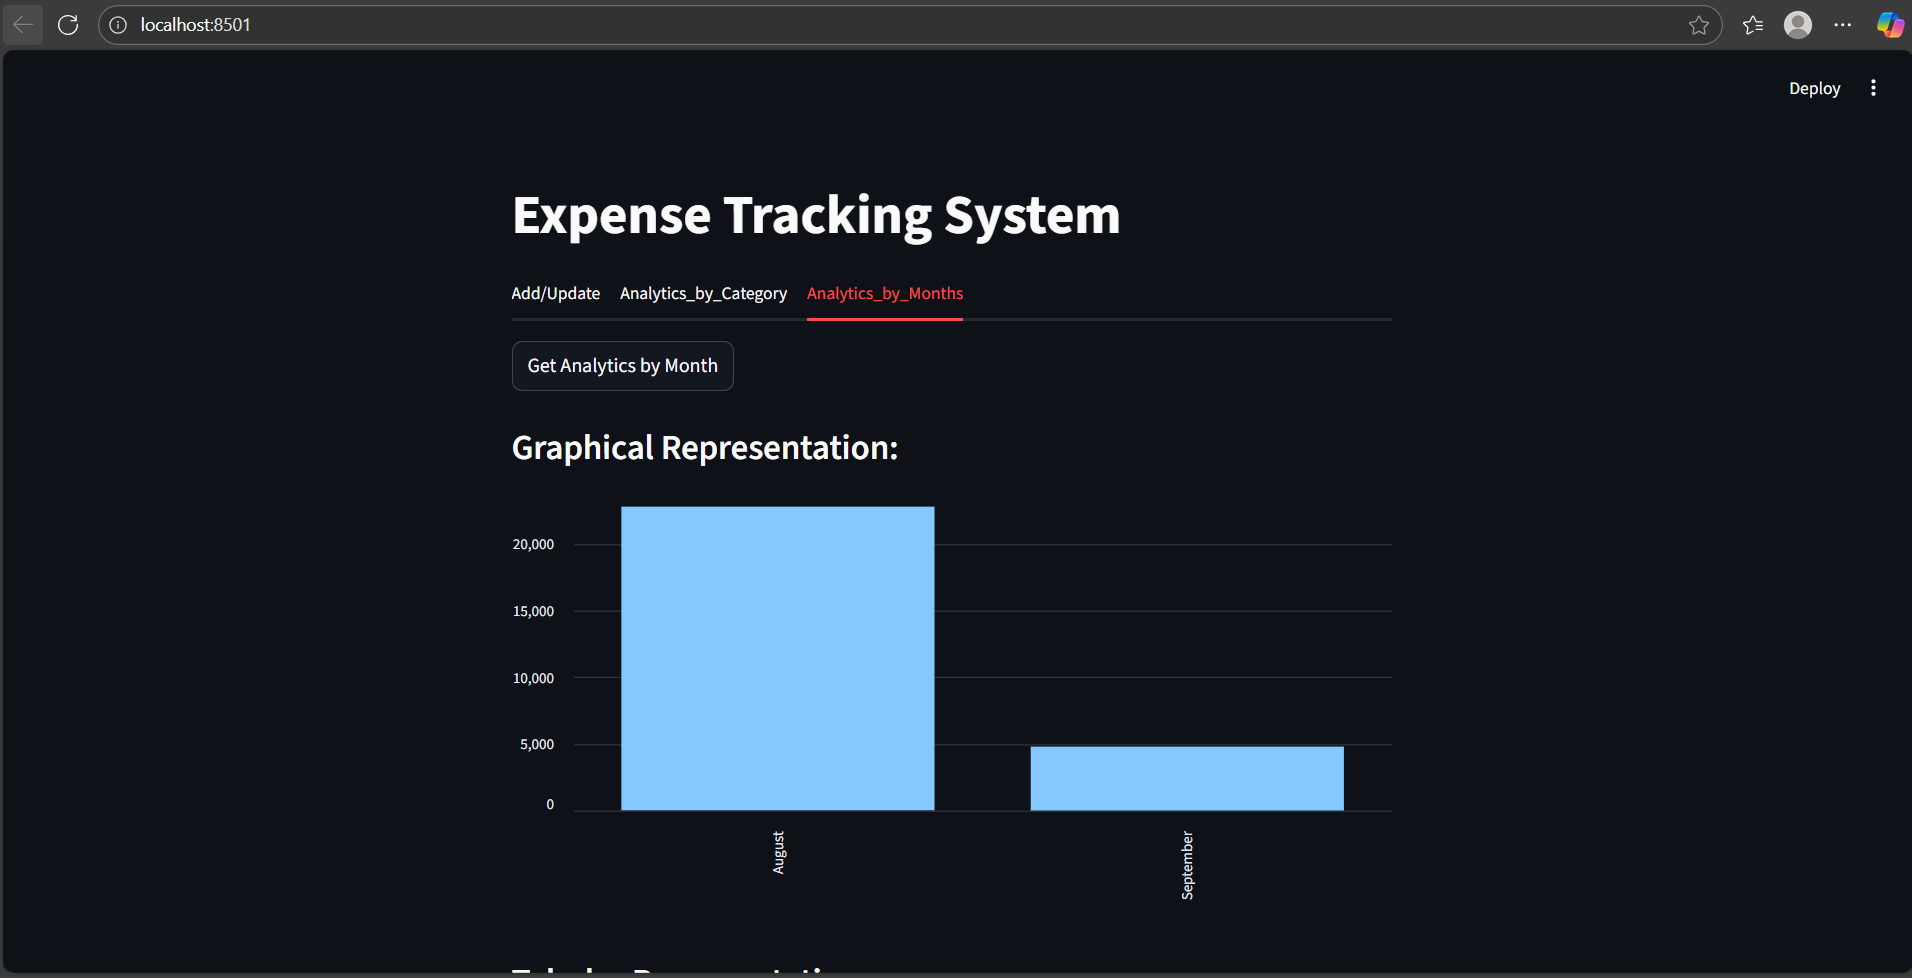 localhost:8501
Deploy
Expense Tracking System
Add/Update Analytics_by_Category Analytics_by_Months
Get Analytics by Month
Graphical Representation:
20,000
15,000
10,000
5,000
0
August
September